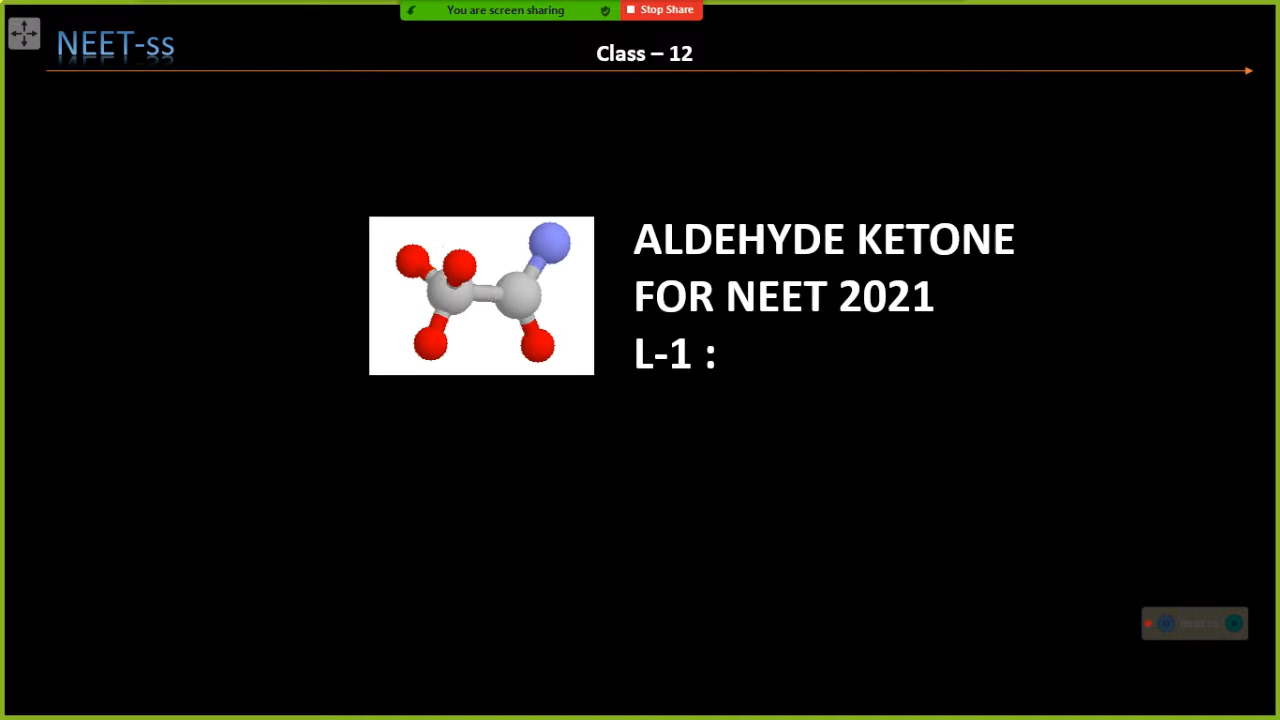 You are screen sharing
Stop Share
NEET-ss
Class – 12
ALDEHYDE KETONE
FOR NEET 2021
L-1 :